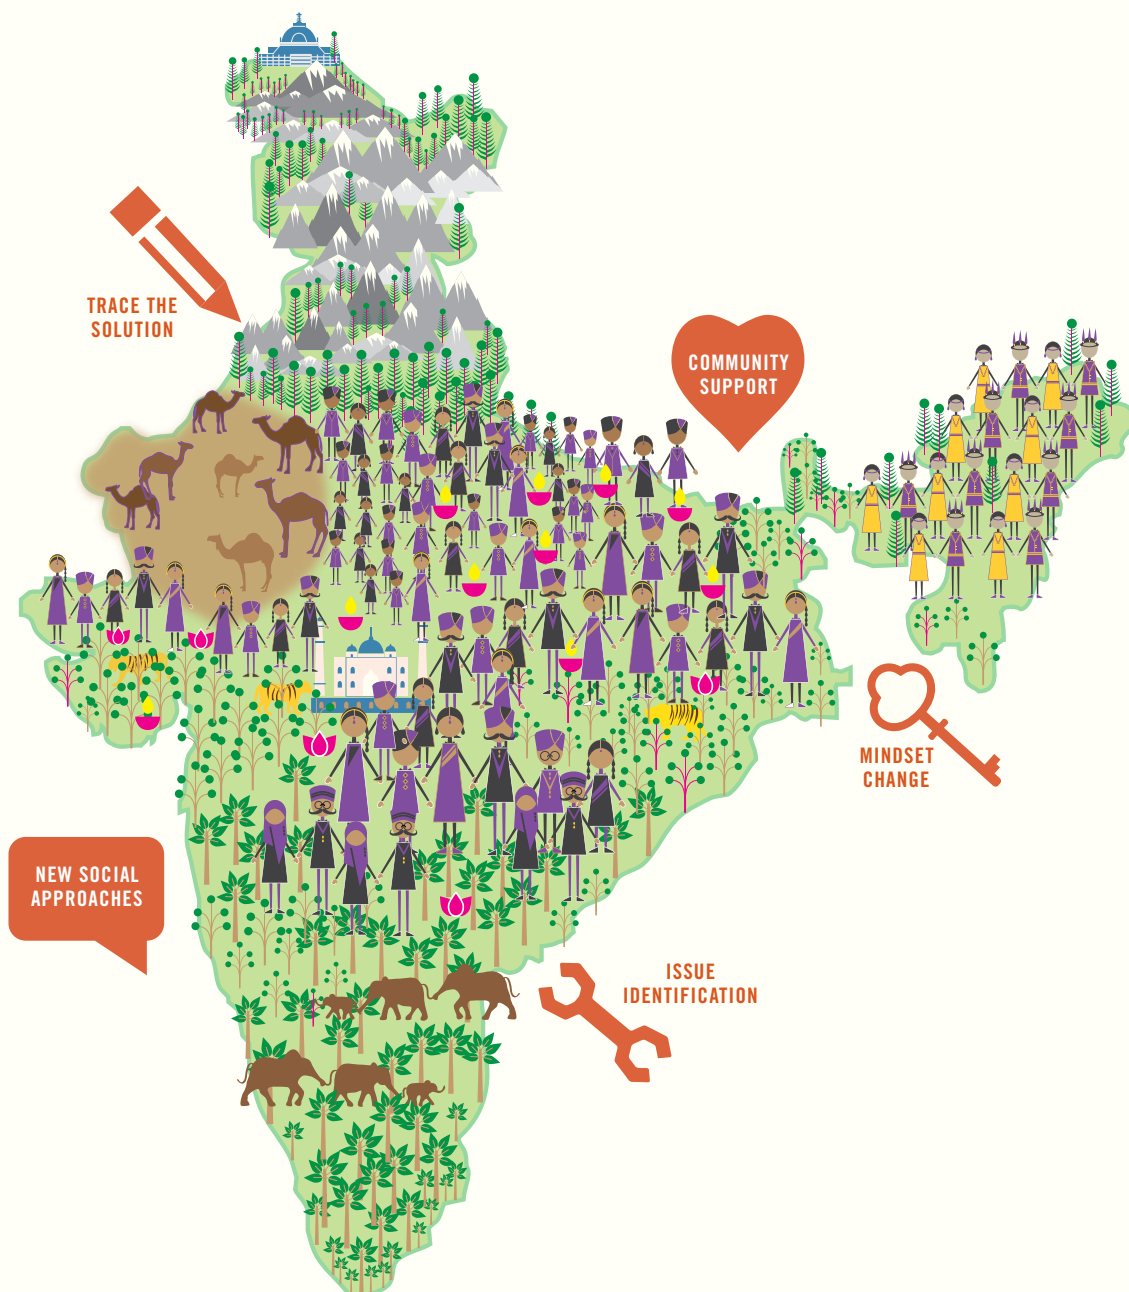 TRACE THE
SOLUTION
COMMUNITY
SUPPORT
MINDSET
CHANGE
NEW SOCIAL
APPROACHES
ISSUE
IDENTIFICATION